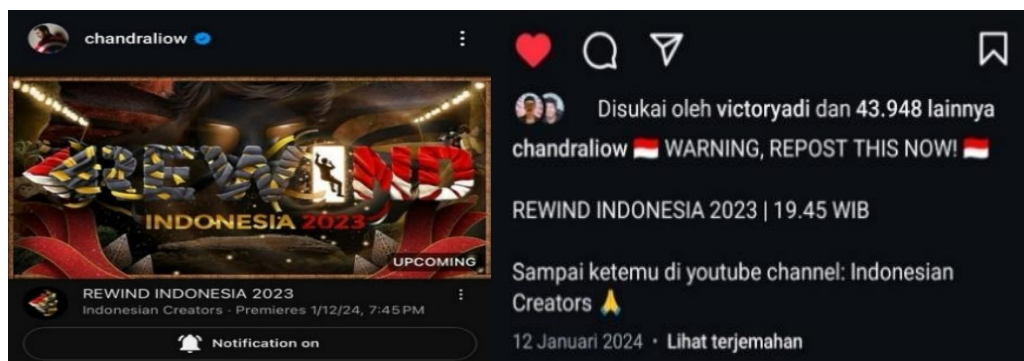 chandraliow
REWIND
INDONESIA 2023
UPCOMING
REWIND INDONESIA 2023
Indonesian Creators · Premieres 1/12/24, 7:45 PM
Notification on
Disukai oleh victoryadi dan 43.948 lainnya
chandraliow 🇮🇩 WARNING, REPOST THIS NOW! 🇮🇩
REWIND INDONESIA 2023 | 19.45 WIB
Sampai ketemu di youtube channel: Indonesian
Creators 🙏
12 Januari 2024 · Lihat terjemahan